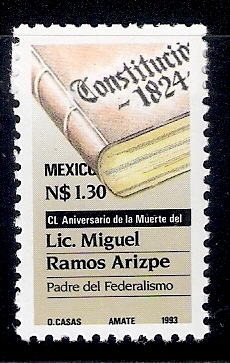 Constitució
- 1824-
MEXICO
N$ 1.30
CL Aniversario de la Muerte del
Lic. Miguel
Ramos Arizpe
Padre del Federalismo
O. CASAS AMATE 1993